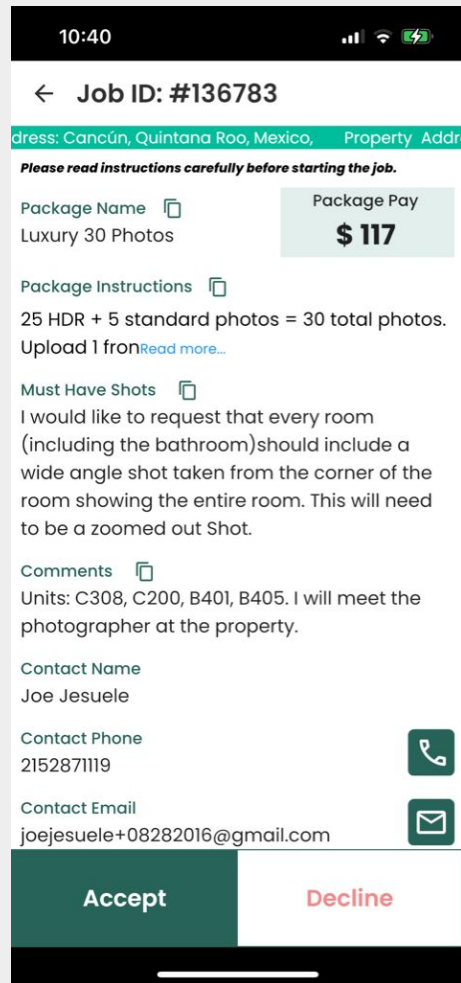 10:40
Job ID: #136783
dress: Cancún, Quintana Roo, Mexico, Property Addr
Please read instructions carefully before starting the job.
Package Name
Luxury 30 Photos
Package Pay
$ 117
Package Instructions
25 HDR + 5 standard photos = 30 total photos.
Upload 1 fronRead more...
Must Have Shots
I would like to request that every room
(including the bathroom)should include a
wide angle shot taken from the corner of the
room showing the entire room. This will need
to be a zoomed out Shot.
Comments
Units: C308, C200, B401, B405. I will meet the
photographer at the property.
Contact Name
Joe Jesuele
Contact Phone
2152871119
Contact Email
joejesuele+08282016@gmail.com
Accept
Decline